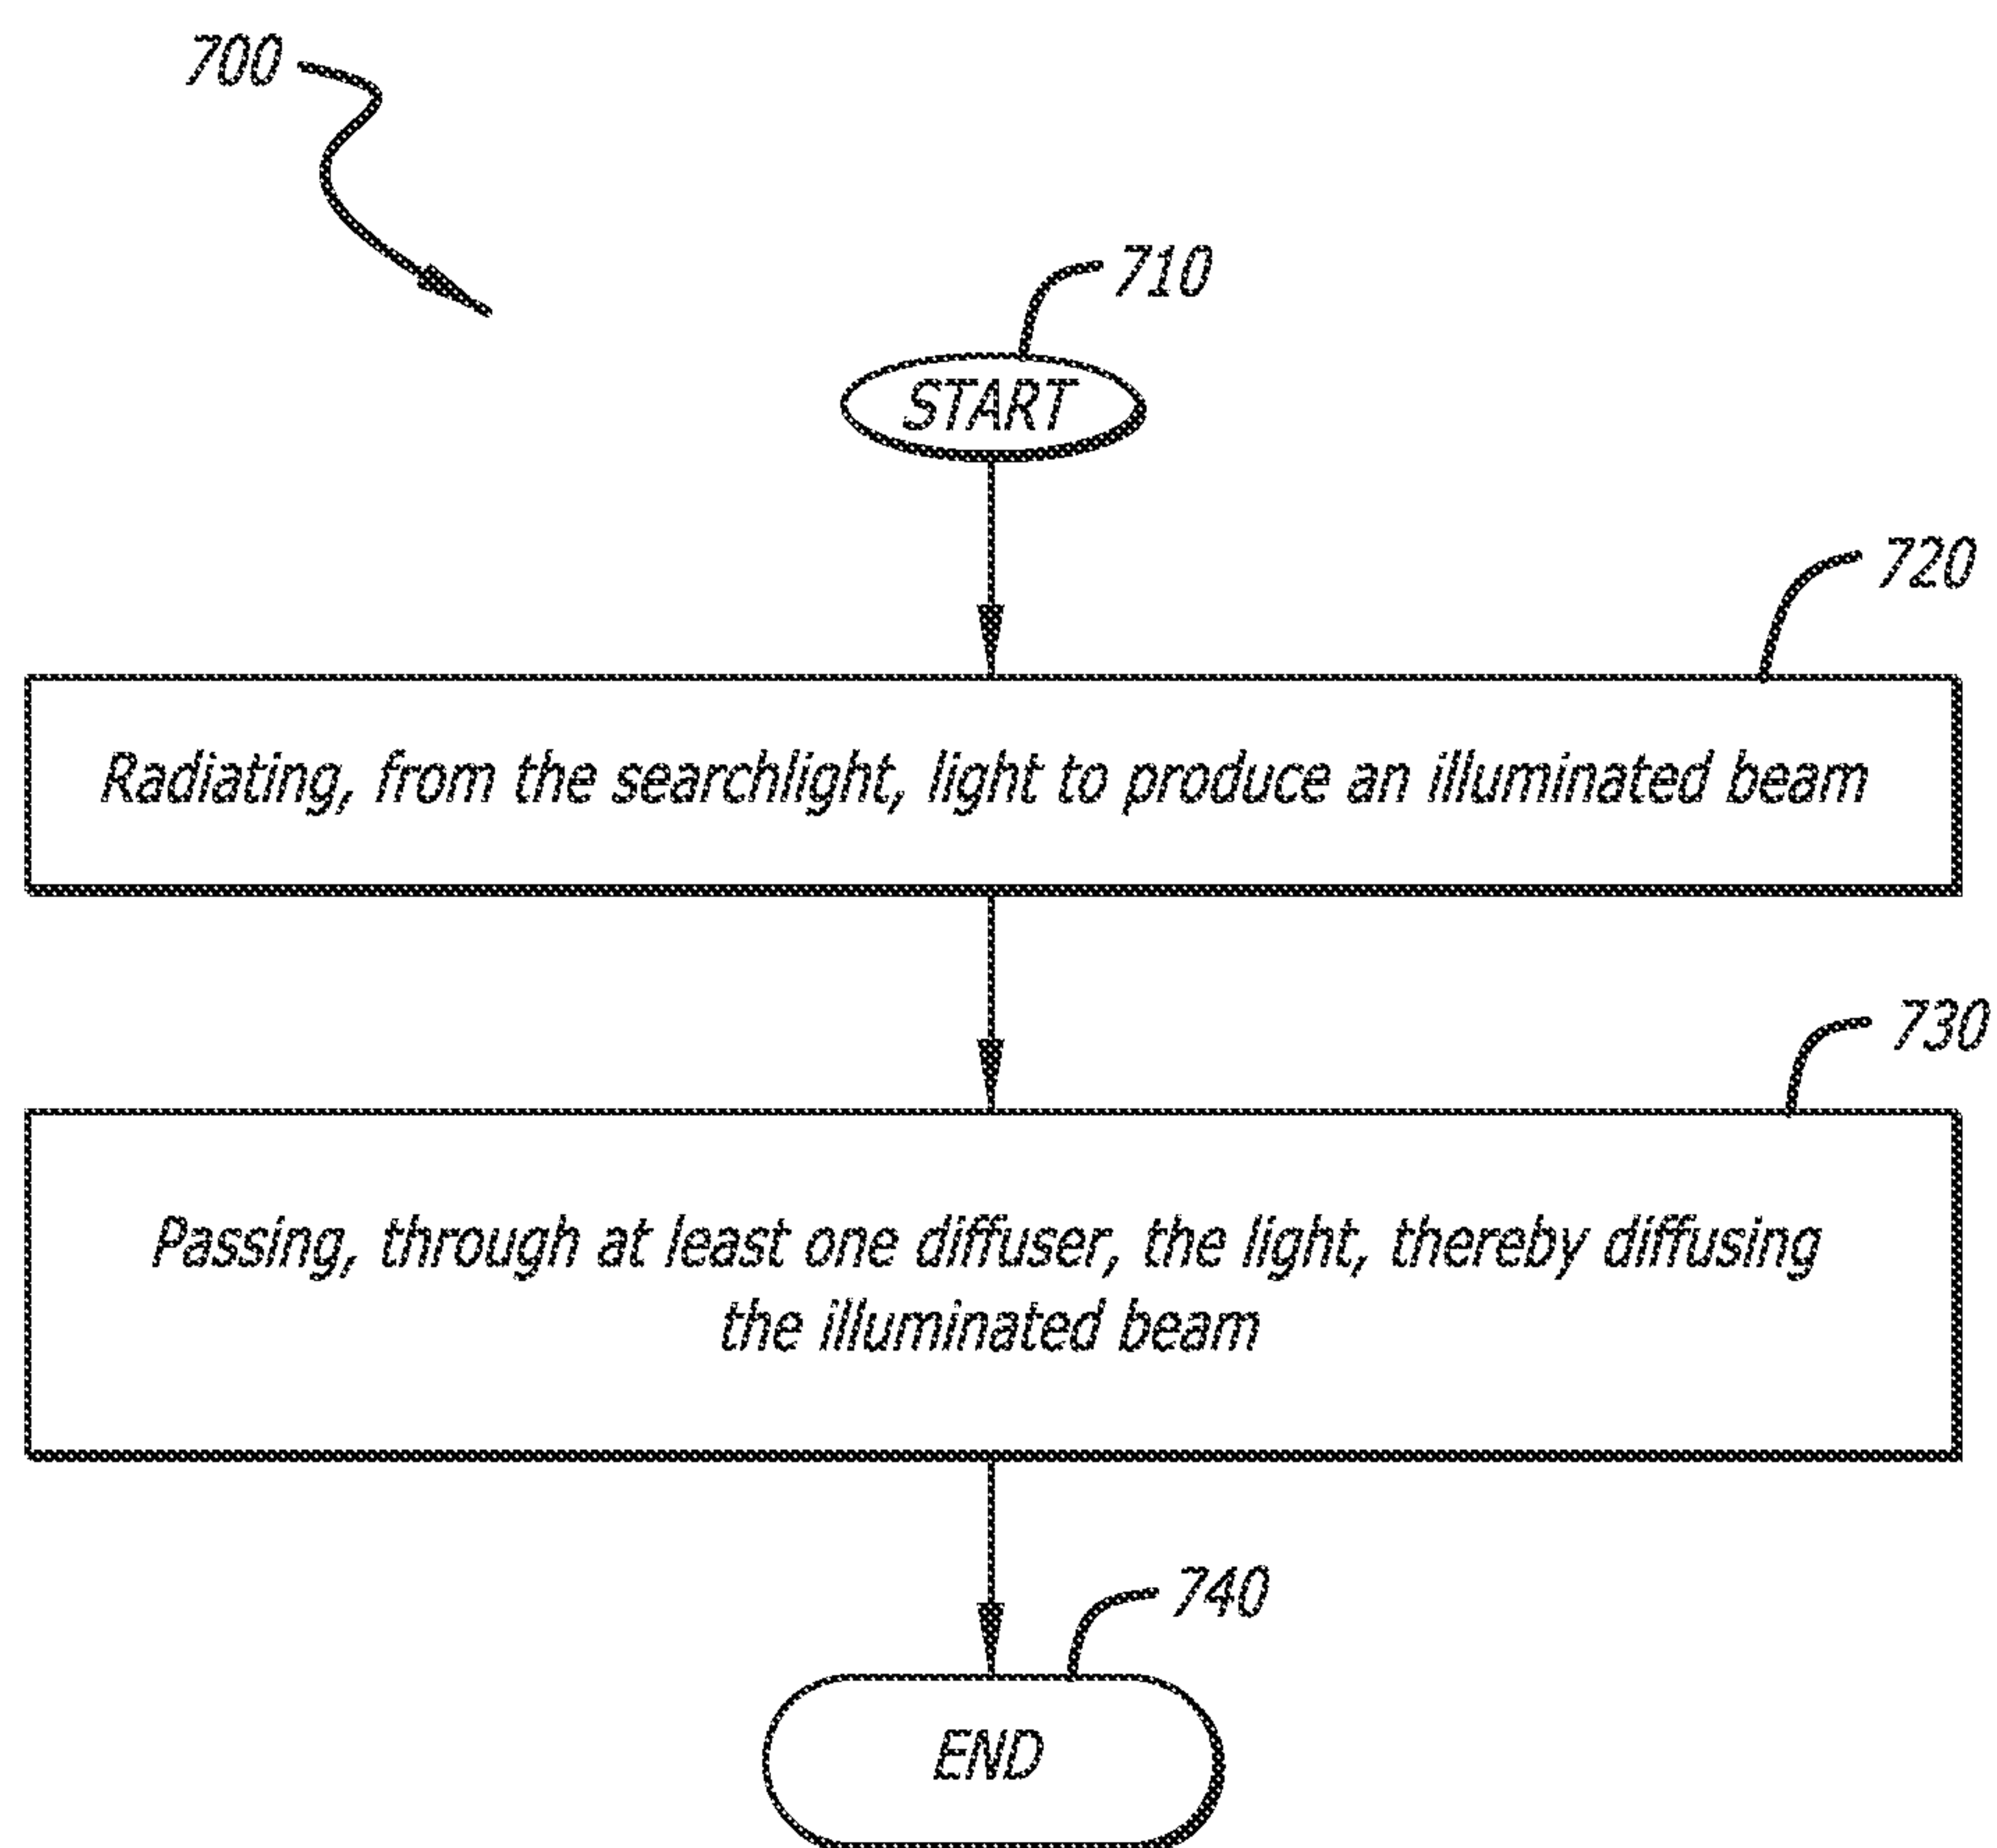 700
710
START
720
Radiating, from the searchlight, light to produce an illuminated beam
730
Passing, through at least one diffuser, the light, thereby diffusing
the illuminated beam
740
END